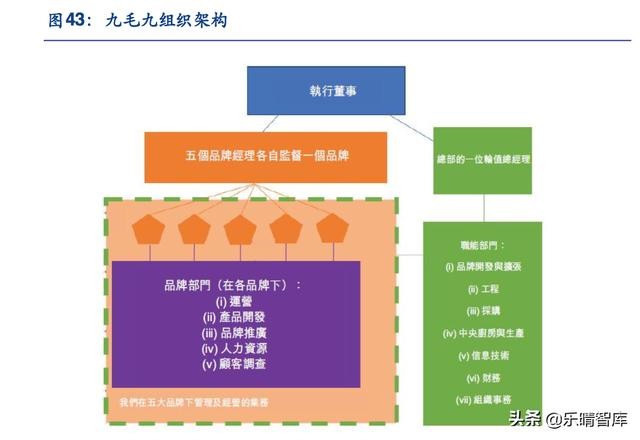 图43：九毛九组织架构
執行董事
五個品牌經理各自監督一個品牌
總部的一位輪值總經理
品牌部門（在各品牌下）：
(i) 運營
(ii) 產品開發
(iii) 品牌推廣
(iv) 人力資源
(v) 顧客調查
我們在五大品牌下管理及經營的業務
職能部門：
(i) 品牌開發與擴張
(ii) 工程
(iii) 採購
(iv) 中央廚房與生產
(v) 信息技術
(vi) 財務
(vii) 組織事務
头条 @乐晴智库